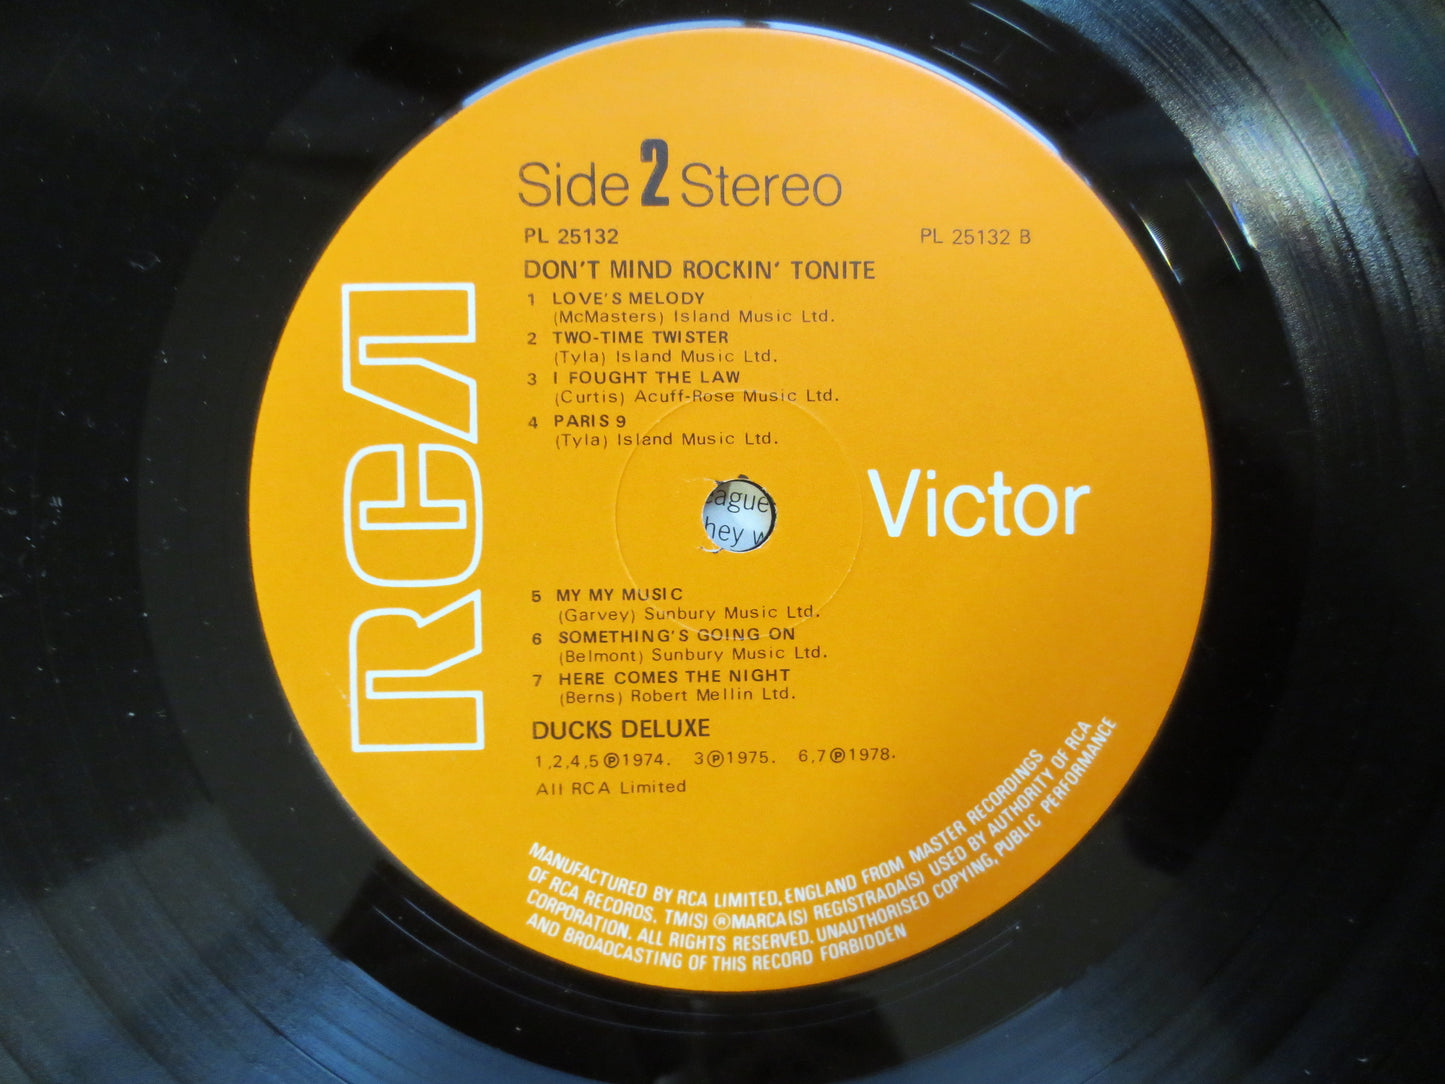 Side 2 Stereo
PL 25132 PL 25132 B
DON'T MIND ROCKIN' TONITE
1 LOVE'S MELODY
(McMasters) Island Music Ltd.
2 TWO-TIME TWISTER
(Tyla) Island Music Ltd.
3 I FOUGHT THE LAW
(Curtis) Acuff-Rose Music Ltd.
4 PARIS 9
(Tyla) Island Music Ltd.
RCA
Victor
ague
hey w
5 MY MY MUSIC
(Garvey) Sunbury Music Ltd.
6 SOMETHING'S GOING ON
(Belmont) Sunbury Music Ltd.
7 HERE COMES THE NIGHT
(Berns) Robert Mellin Ltd.
DUCKS DELUXE
1,2,4,5 ℗ 1974. 3 ℗ 1975. 6,7 ℗ 1978.
All RCA Limited
MANUFACTURED BY RCA LIMITED, ENGLAND FROM MASTER RECORDINGS
OF RCA RECORDS. TM(S) ® MARCA(S) REGISTRADA(S) USED BY AUTHORITY OF RCA
CORPORATION. ALL RIGHTS RESERVED. UNAUTHORISED COPYING, PUBLIC PERFORMANCE
AND BROADCASTING OF THIS RECORD FORBIDDEN